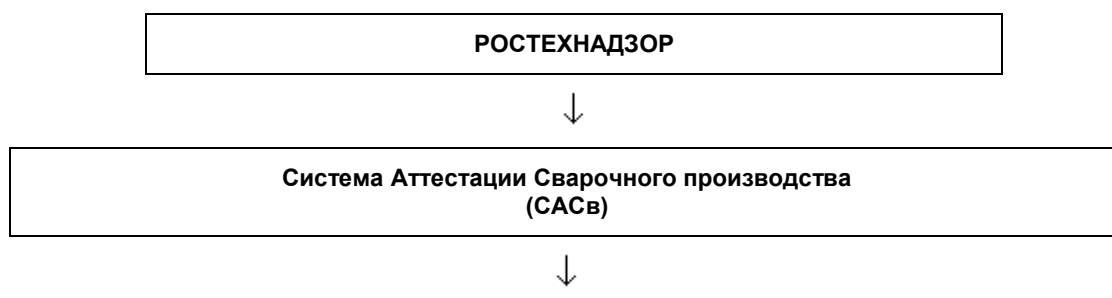 РОСТЕХНАДЗОР
Система Аттестации Сварочного производства
(САСв)